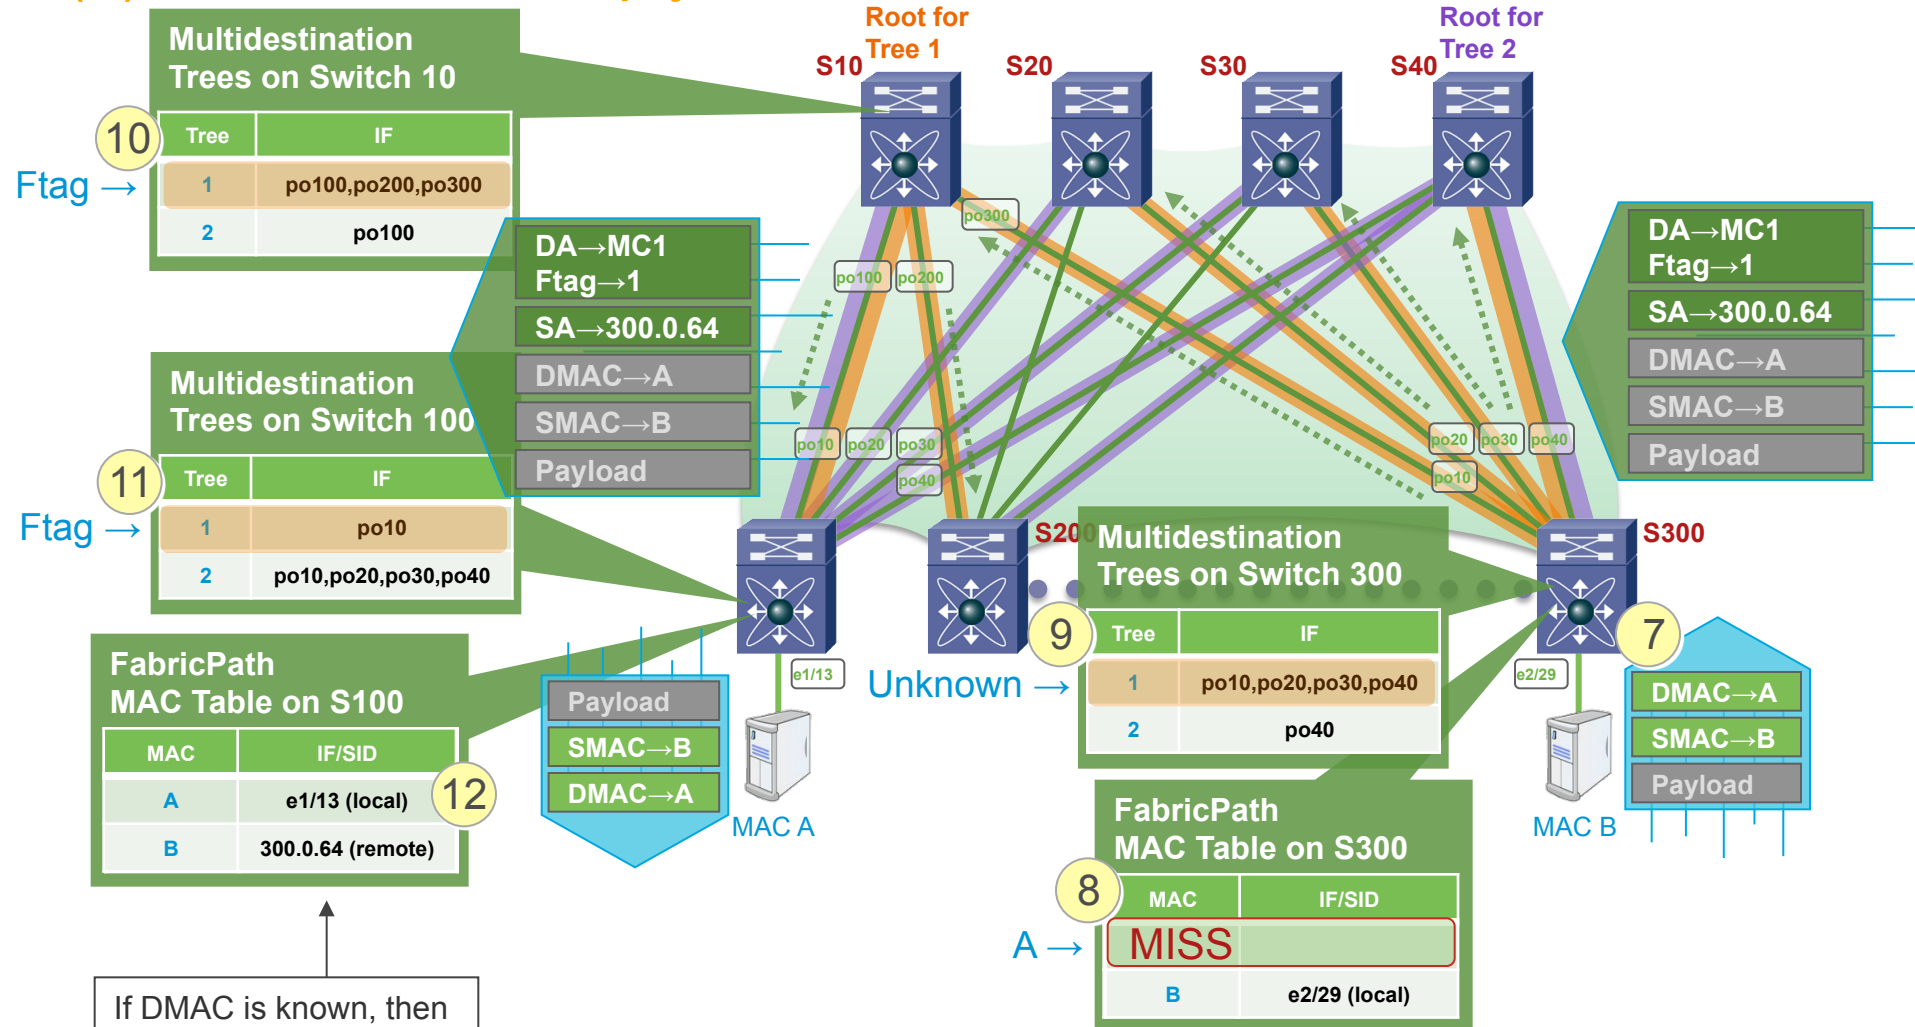 Root for
Tree 1
Root for
Tree 2
S10
S20
S30
S40
Multidestination
Trees on Switch 10
10
Tree IF
Ftag →
1 po100,po200,po300
2 po100
po300
po100
po200
DA→MC1
Ftag→1
SA→300.0.64
DMAC→A
SMAC→B
Payload
DA→MC1
Ftag→1
SA→300.0.64
DMAC→A
SMAC→B
Payload
Multidestination
Trees on Switch 100
11
Tree IF
Ftag →
1 po10
2 po10,po20,po30,po40
po10
po20
po30
po40
po20
po30
po40
po10
S200
S300
Multidestination
Trees on Switch 300
9
Tree IF
Unknown →
1 po10,po20,po30,po40
2 po40
7
e1/13
e2/29
FabricPath
MAC Table on S100
MAC IF/SID
A e1/13 (local)
12
B 300.0.64 (remote)
Payload
SMAC→B
DMAC→A
MAC A
MAC B
DMAC→A
SMAC→B
Payload
FabricPath
MAC Table on S300
8
MAC IF/SID
A →
MISS
B e2/29 (local)
If DMAC is known, then